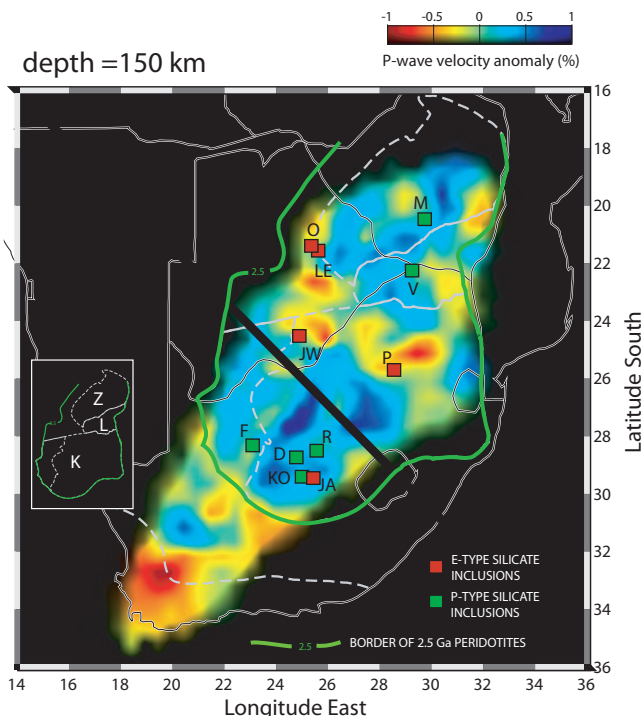 -1 -0.5 0 0.5 1
P-wave velocity anomaly (%)
depth =150 km
16
18
20
22
24
26
28
30
32
34
36
Latitude South
M
O
LE
V
2.5
JW
P
F
R
D
KO
JA
Z
L
K
E-TYPE SILICATE
INCLUSIONS
P-TYPE SILICATE
INCLUSIONS
2.5 BORDER OF 2.5 Ga PERIDOTITES
14 16 18 20 22 24 26 28 30 32 34 36
Longitude East